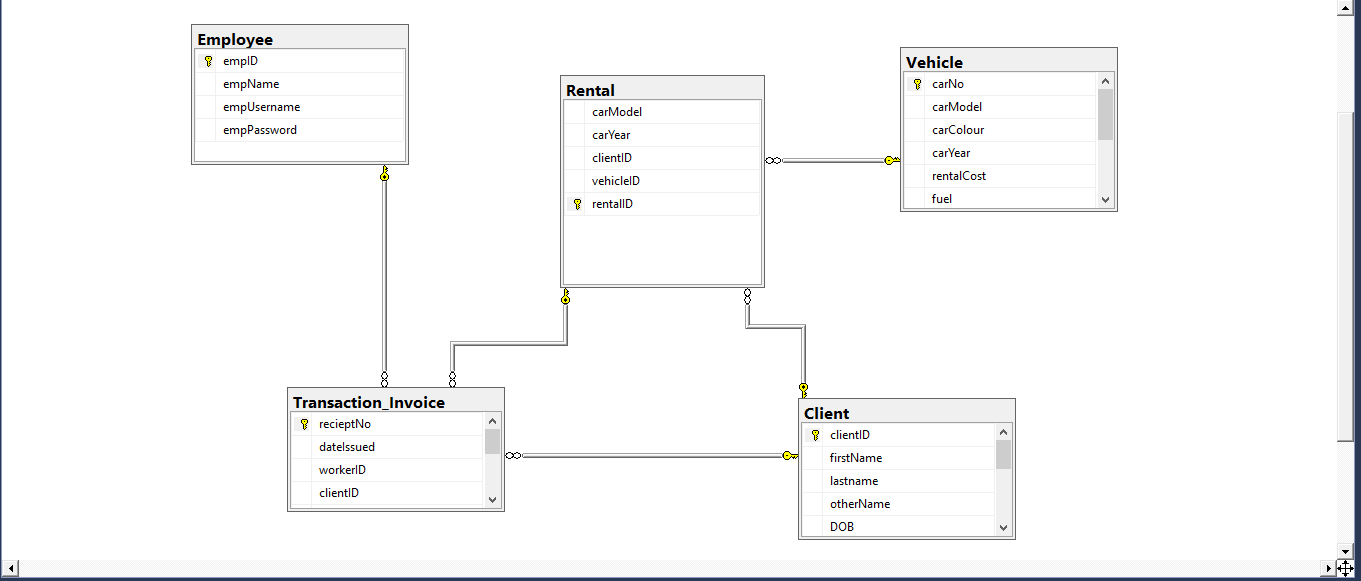 Employee
empID
empName
empUsername
empPassword
Rental
carModel
carYear
clientID
vehicleID
rentalID
Vehicle
carNo
carModel
carColour
carYear
rentalCost
fuel
Transaction_Invoice
recieptNo
dateIssued
workerID
clientID
Client
clientID
firstName
lastname
otherName
DOB